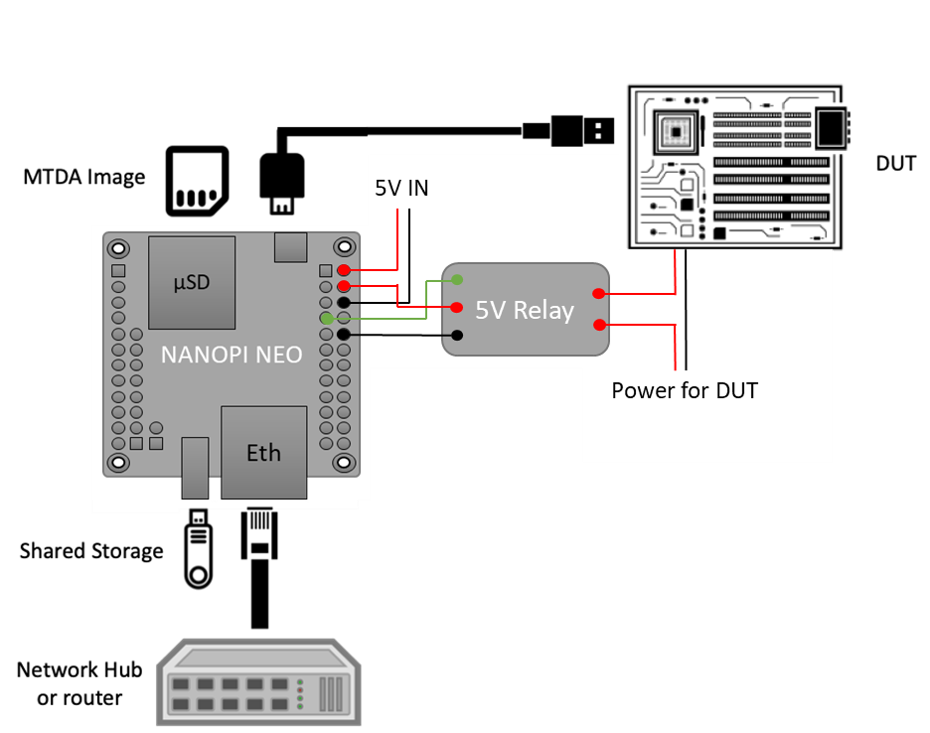 MTDA Image
5V IN
DUT
µSD
5V Relay
NANOPI NEO
Power for DUT
Eth
Shared Storage
Network Hub
or router